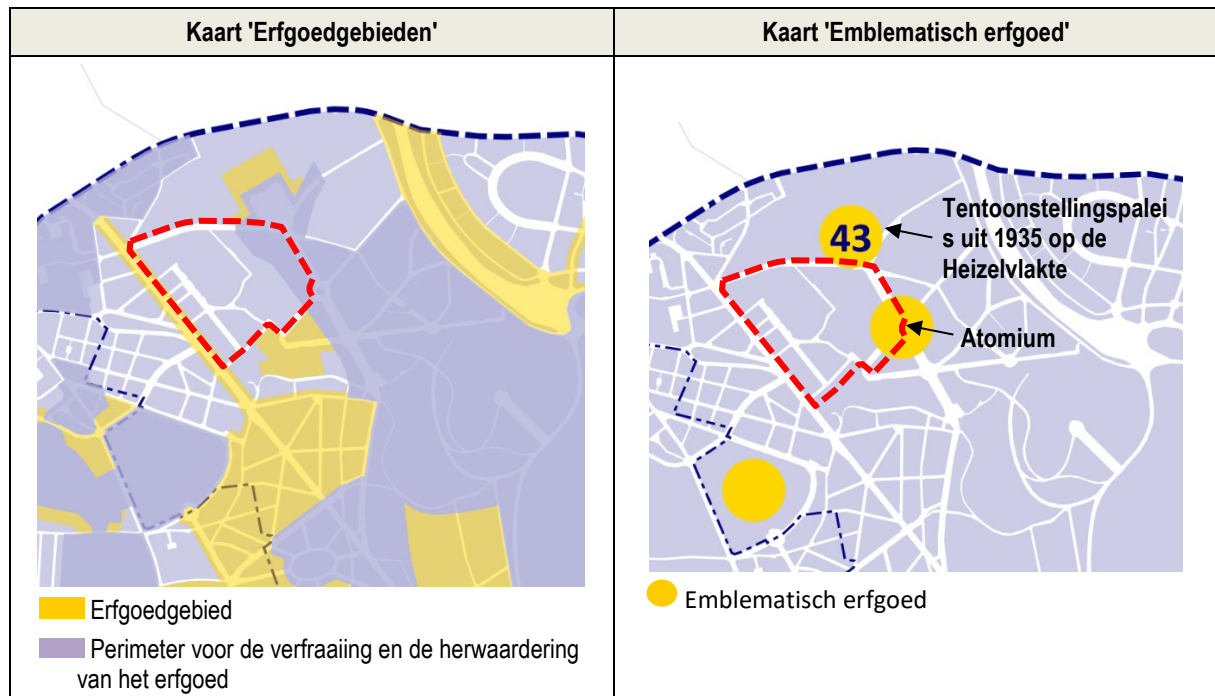 Kaart 'Erfgoedgebieden'
Kaart 'Emblematisch erfgoed'
43
Tentoonstellingspalei
s uit 1935 op de
Heizelvlakte
Atomium
Erfgoedgebied
Perimeter voor de verfraaiing en de herwaardering
van het erfgoed
Emblematisch erfgoed